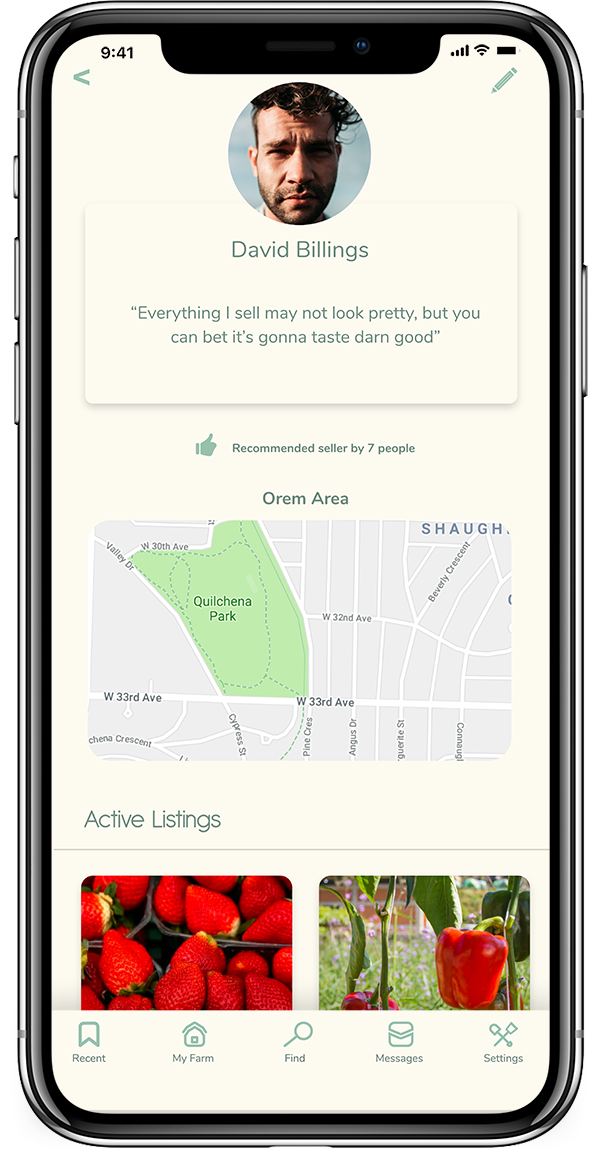 9:41
<
David Billings
“Everything I sell may not look pretty, but you
can bet it’s gonna taste darn good”
Recommended seller by 7 people
Orem Area
SHAUGH
W 30th Ave
Valley Dr
Beverly Crescent
Quilchena
Park
W 32nd Ave
W 33rd Ave
W 33rd Ave
Cypress St
Pine Cres
Angus Dr
guerite St
Connaug
chena Crescent
Active Listings
Recent
My Farm
Find
Messages
Settings